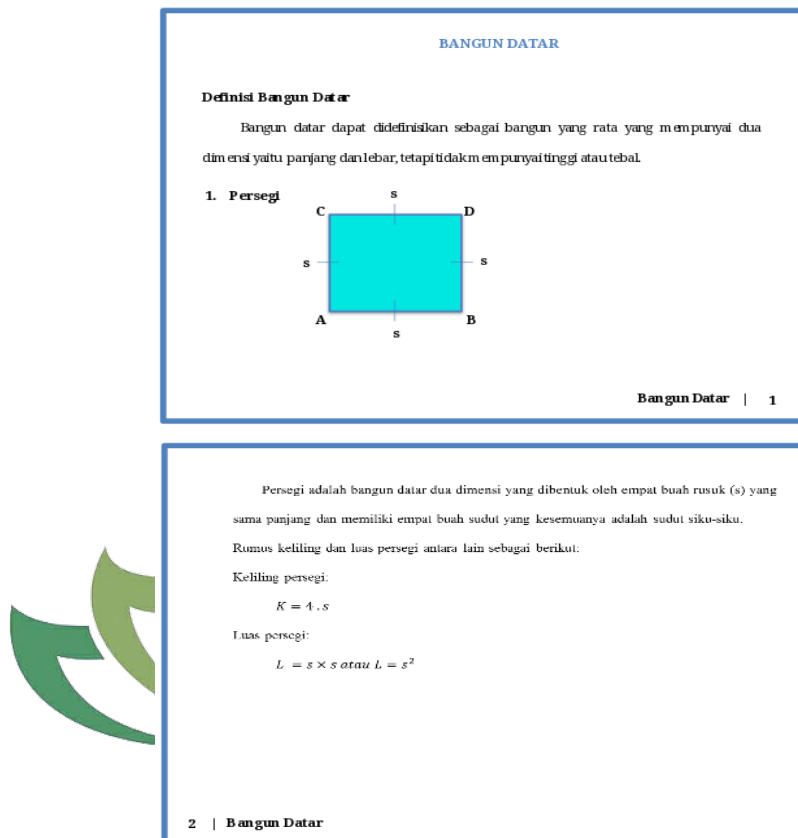 BANGUN DATAR
Definisi Bangun Datar
Bangun datar dapat didefinisikan sebagai bangun yang rata yang mempunyai dua
dimensi yaitu panjang dan lebar, tetapi tidak mempunyai tinggi atau tebal.
1. Persegi
s
C D
s s
A B
s
Bangun Datar | 1
Persegi adalah bangun datar dua dimensi yang dibentuk oleh empat buah rusuk (s) yang
sama panjang dan memiliki empat buah sudut yang kesemuanya adalah sudut siku-siku.
Rumus keliling dan luas persegi antara lain sebagai berikut:
Keliling persegi:
K = 4 . s
Luas persegi:
L = s × s atau L = s²
2 | Bangun Datar